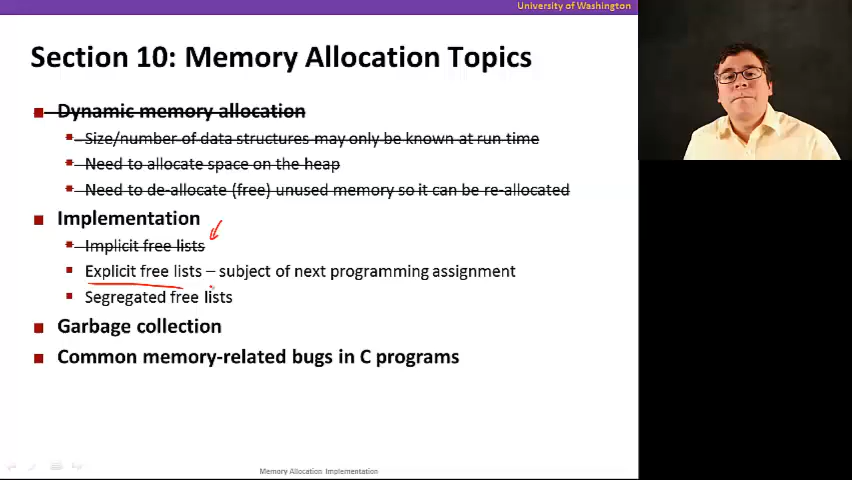 University of Washington
Section 10: Memory Allocation Topics
Dynamic memory allocation
Size/number of data structures may only be known at run time
Need to allocate space on the heap
Need to de-allocate (free) unused memory so it can be re-allocated
Implementation
Implicit free lists
Explicit free lists – subject of next programming assignment
Segregated free lists
Garbage collection
Common memory-related bugs in C programs
Memory Allocation Implementation